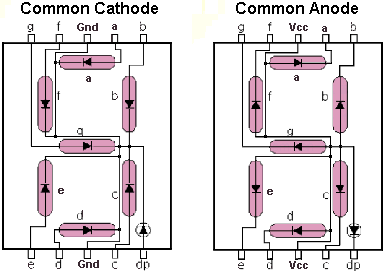 Common Cathode
Common Anode
g f Gnd a b
g f Vcc a b
a
a
f b
f b
g
g
e c
e c
d
d
e d Gnd c dp
e d Vcc c dp